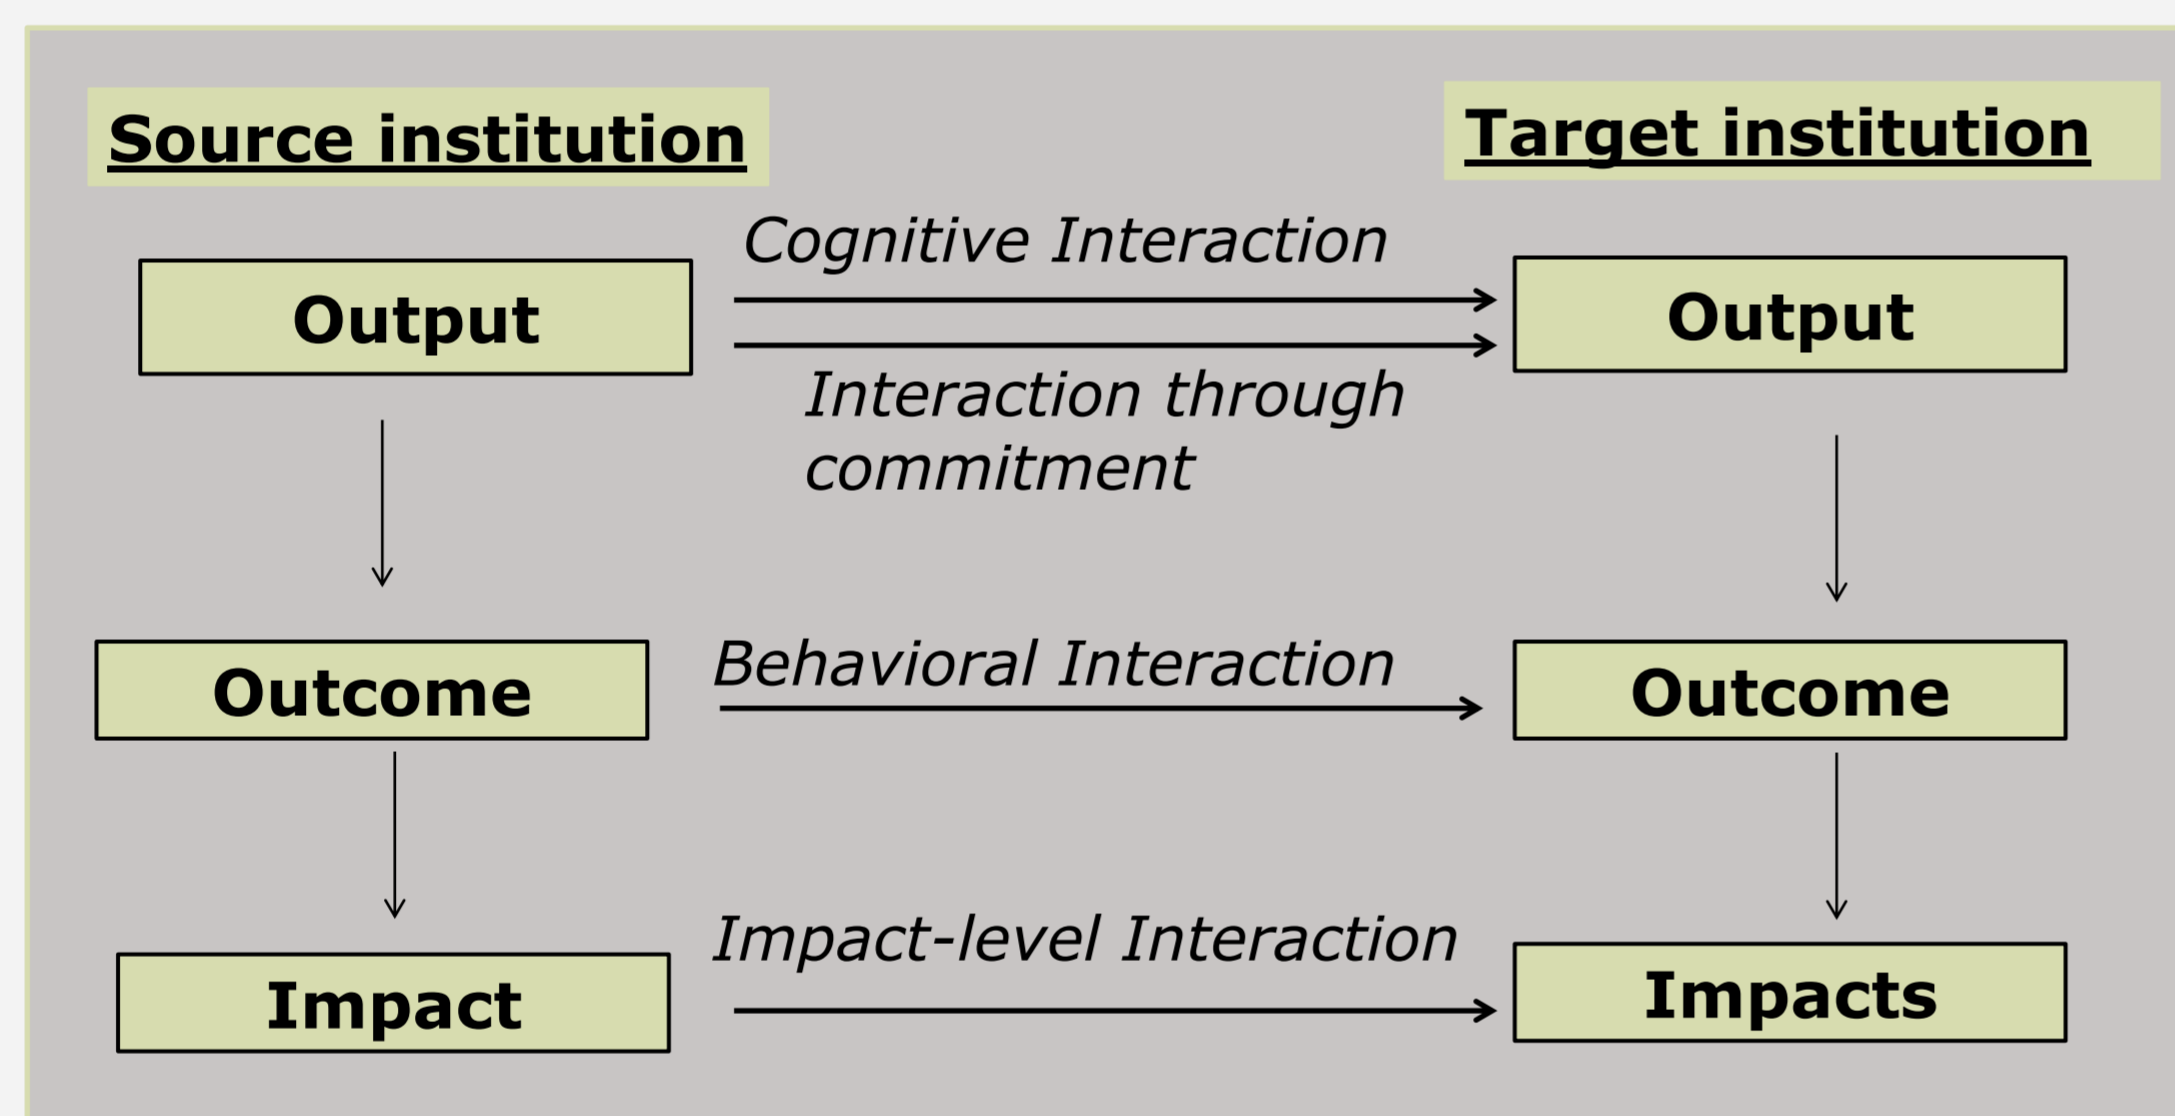 Source institution
Target institution
Cognitive Interaction
Output
Output
Interaction through
commitment
Behavioral Interaction
Outcome
Outcome
Impact-level Interaction
Impact
Impacts